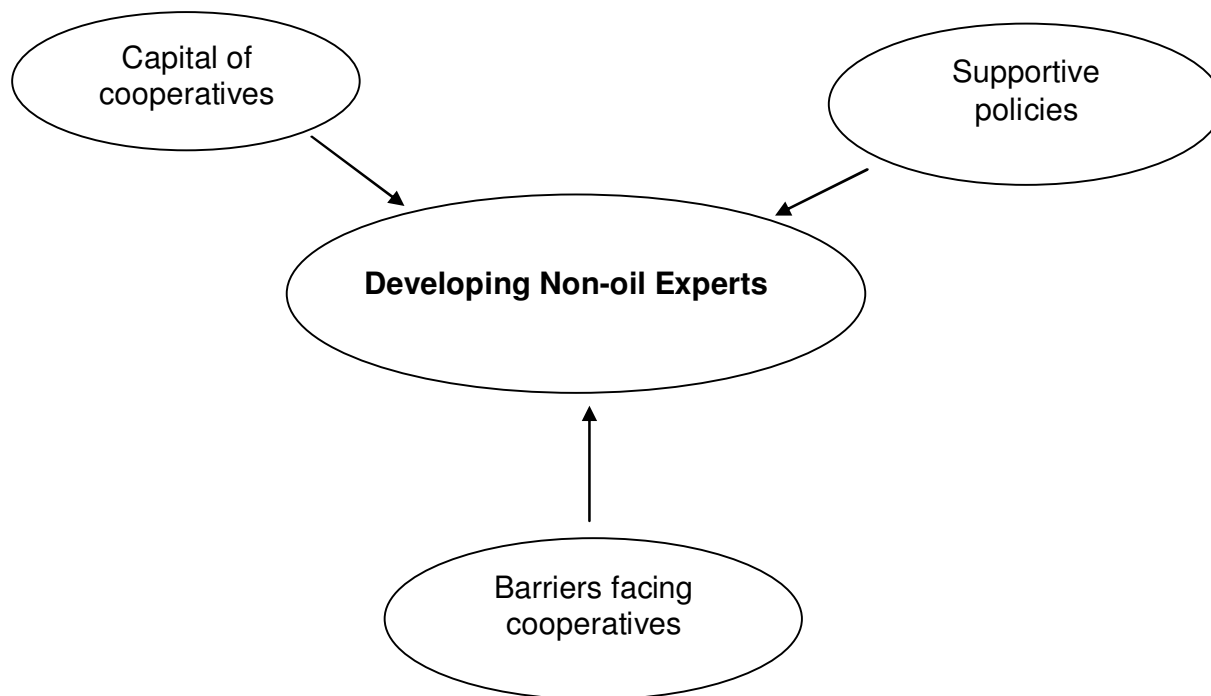 Capital of
cooperatives
Supportive
policies
Developing Non-oil Experts
Barriers facing
cooperatives